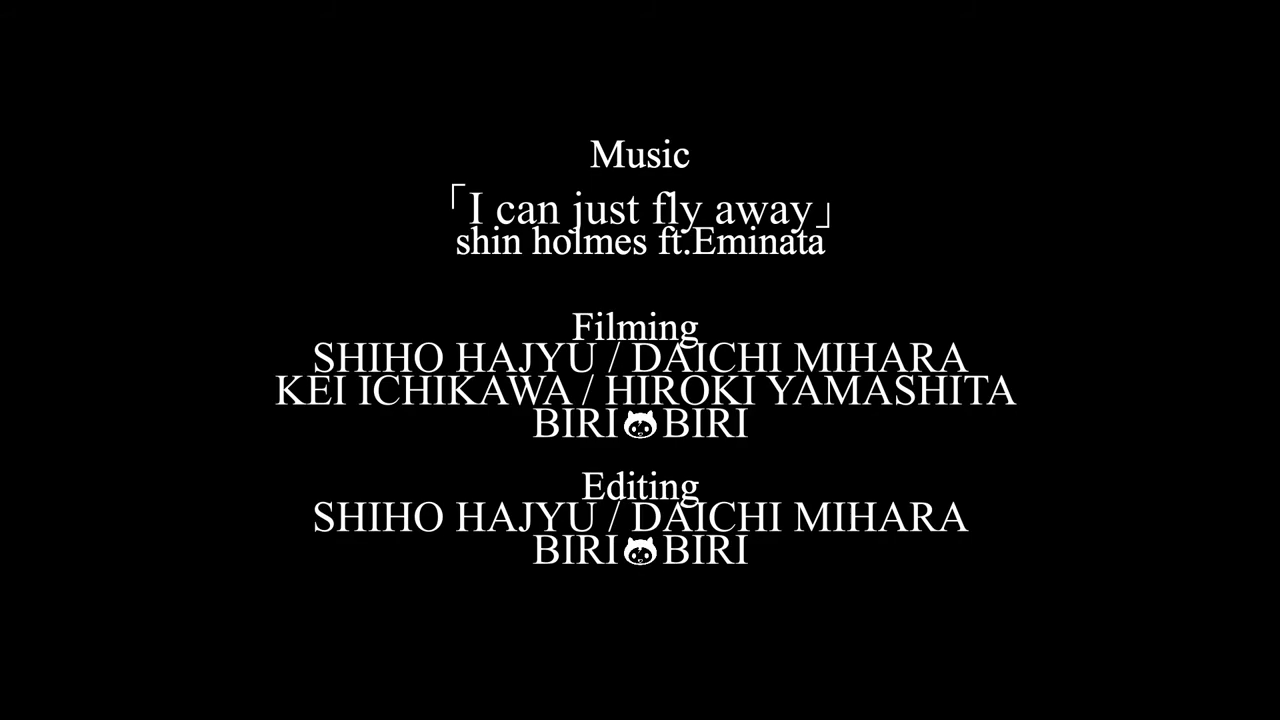 Music
「I can just fly away」
shin holmes ft.Eminata
Filming
SHIHO HAJYU / DAICHI MIHARA
KEI ICHIKAWA / HIROKI YAMASHITA
BIRI BIRI
Editing
SHIHO HAJYU / DAICHI MIHARA
BIRI BIRI